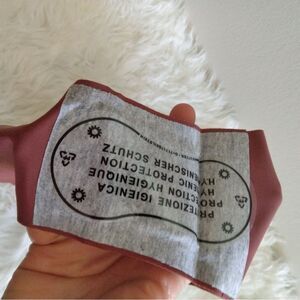 PROTEZIONE IGIENICA
PROTECTION HYGIENIQUE
HYGIENIC PROTECTION
HYGIENISCHER SCHUTZ